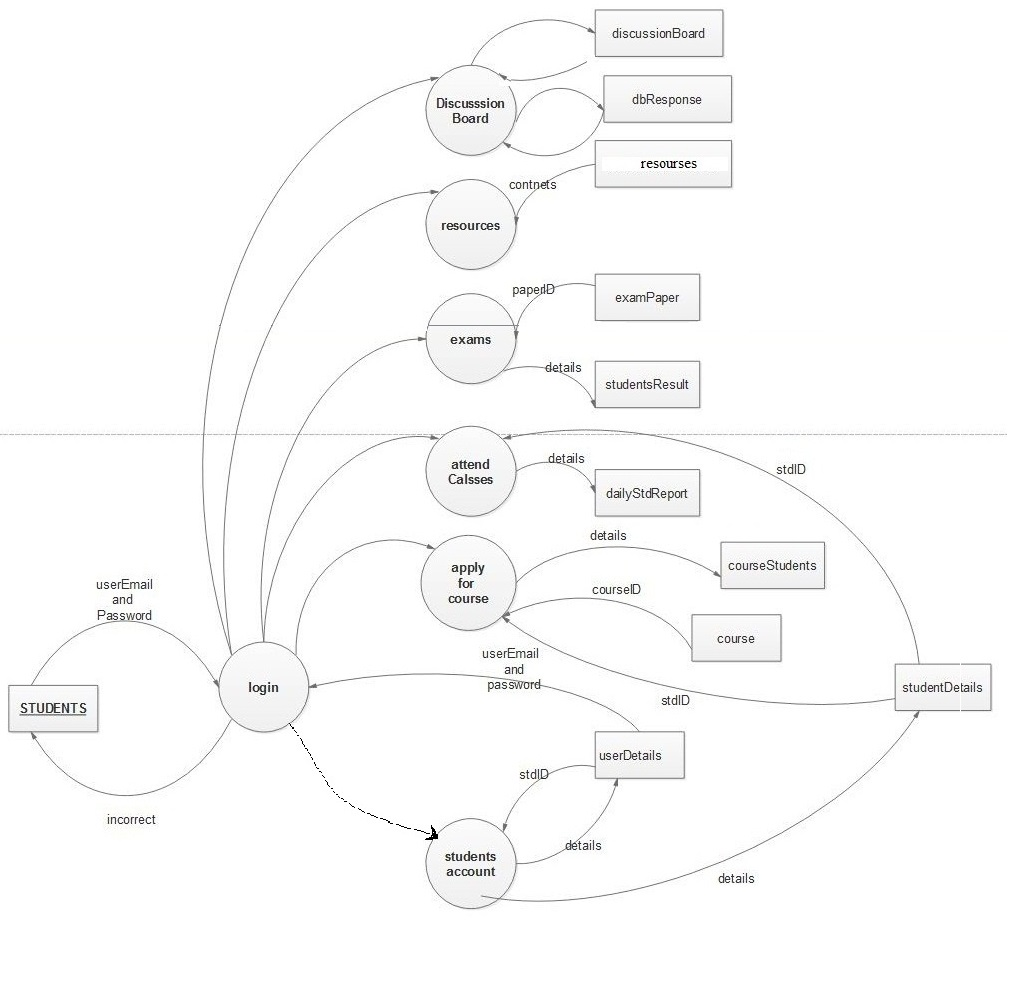 discussionBoard
Discusssion
Board
dbResponse
resourses
contnets
resources
paperID
examPaper
exams
details
studentsResult
attend
Calsses
details
dailyStdReport
stdID
details
courseStudents
apply
for
course
courseID
course
userEmail
and
Password
userEmail
and
password
login
stdID
studentDetails
STUDENTS
userDetails
stdID
incorrect
details
students
account
details